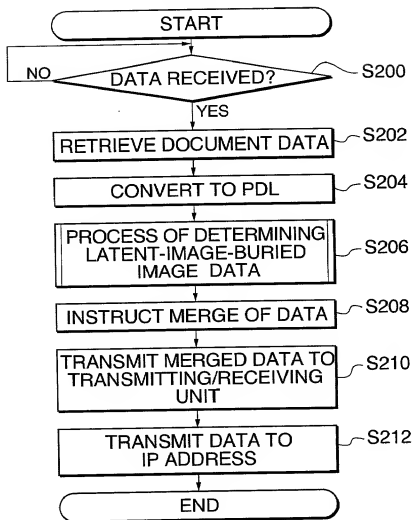 START
DATA RECEIVED?
S200
NO
YES
RETRIEVE DOCUMENT DATA
S202
CONVERT TO PDL
S204
PROCESS OF DETERMINING
LATENT-IMAGE-BURIED
IMAGE DATA
S206
INSTRUCT MERGE OF DATA
S208
TRANSMIT MERGED DATA TO
TRANSMITTING/RECEIVING
UNIT
S210
TRANSMIT DATA TO
IP ADDRESS
S212
END